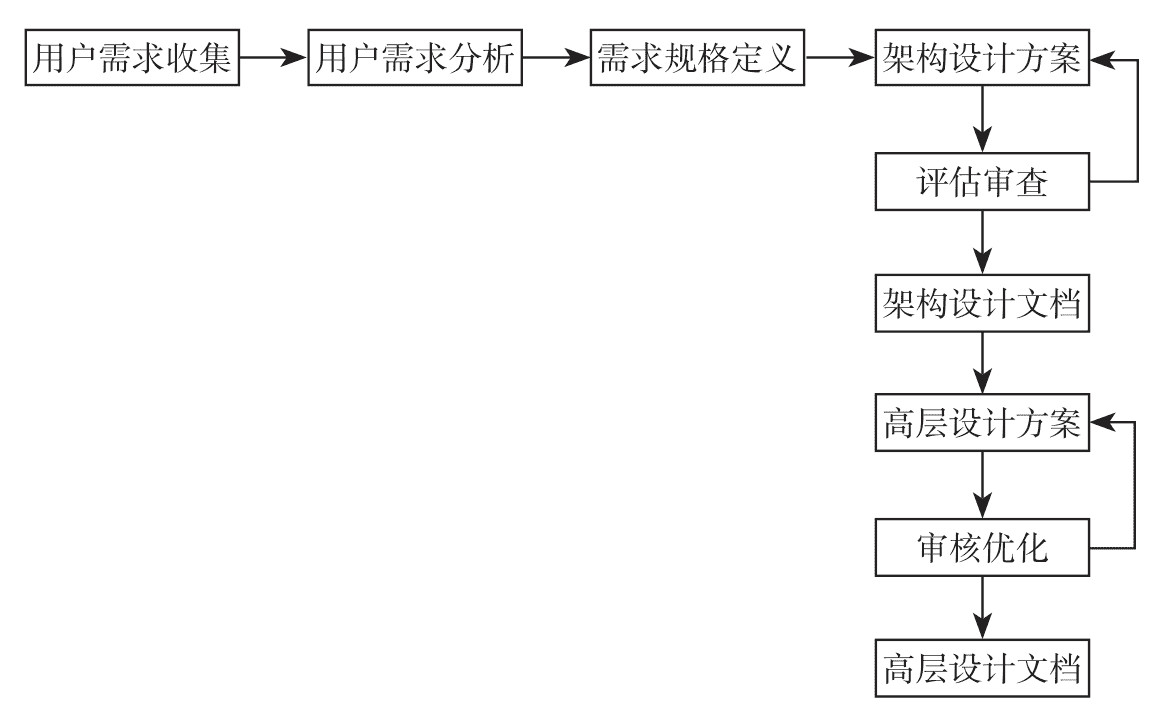 用户需求收集
用户需求分析
需求规格定义
架构设计方案
评估审查
架构设计文档
高层设计方案
审核优化
高层设计文档